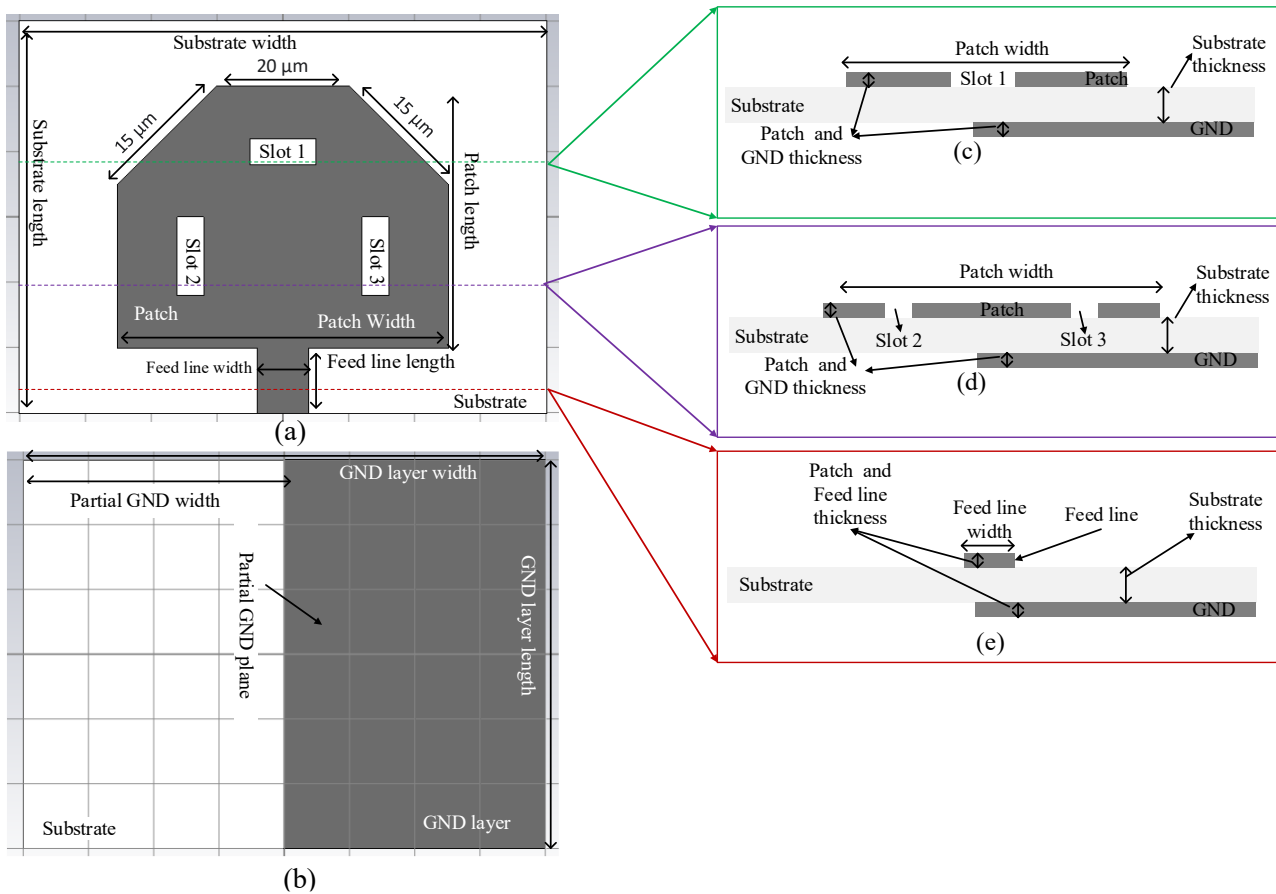 Substrate width
20 µm
15 µm
15 µm
Substrate length
Slot 1
Patch length
Slot 2
Slot 3
Patch
Patch Width
Feed line width
Feed line length
Substrate
(a)
GND layer width
Partial GND width
Partial GND plane
GND layer length
Substrate
GND layer
(b)
Patch width
Substrate
thickness
Slot 1
Patch
Substrate
Patch and
GND thickness
GND
(c)
Patch width
Substrate
thickness
Patch
Substrate
Slot 2
Slot 3
Patch and
GND thickness
GND
(d)
Patch and
Feed line
thickness
Feed line
width
Feed line
Substrate
thickness
Substrate
GND
(e)